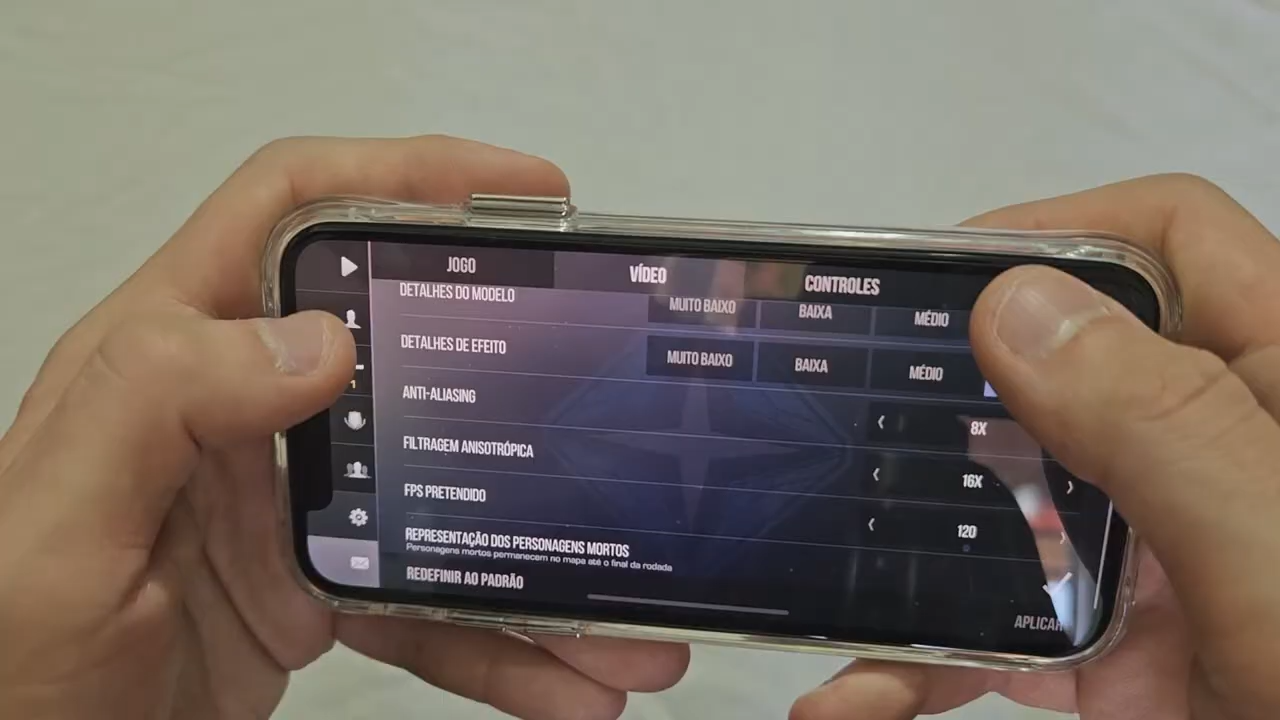 JOGO VÍDEO CONTROLES
DETALHES DO MODELO MUITO BAIXO BAIXA MÉDIO
DETALHES DE EFEITO MUITO BAIXO BAIXA MÉDIO
ANTI-ALIASING 8X
FILTRAGEM ANISOTRÓPICA 16X
FPS PRETENDIDO 120
REPRESENTAÇÃO DOS PERSONAGENS MORTOS
Personagens mortos permanecem no mapa até o final da rodada
REDEFINIR AO PADRÃO
APLICAR
1